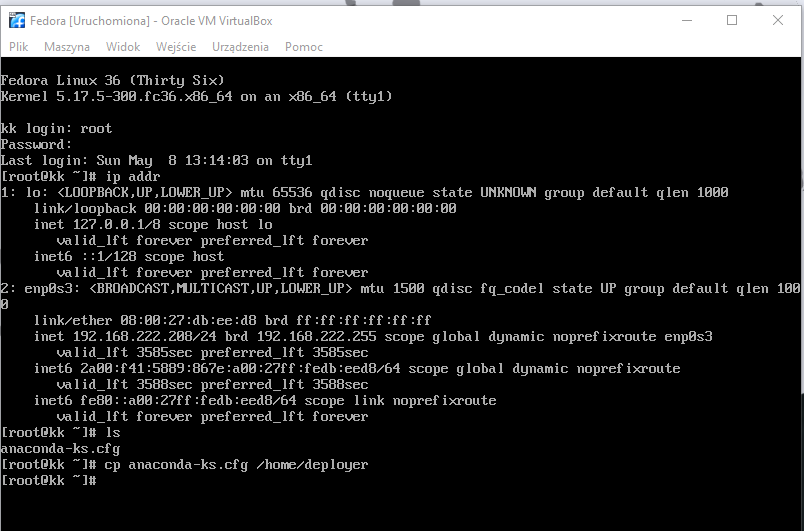 Fedora [Uruchomiona] - Oracle VM VirtualBox
Plik Maszyna Widok Wejście Urządzenia Pomoc
Fedora Linux 36 (Thirty Six)
Kernel 5.17.5-300.fc36.x86_64 on an x86_64 (tty1)
kk login: root
Password:
Last login: Sun May  8 13:14:03 on tty1
[root@kk ~]# ip addr
1: lo: <LOOPBACK,UP,LOWER_UP> mtu 65536 qdisc noqueue state UNKNOWN group default qlen 1000
    link/loopback 00:00:00:00:00:00 brd 00:00:00:00:00:00
    inet 127.0.0.1/8 scope host lo
       valid_lft forever preferred_lft forever
    inet6 ::1/128 scope host
       valid_lft forever preferred_lft forever
2: enp0s3: <BROADCAST,MULTICAST,UP,LOWER_UP> mtu 1500 qdisc fq_codel state UP group default qlen 100
0
    link/ether 08:00:27:db:ee:d8 brd ff:ff:ff:ff:ff:ff
    inet 192.168.222.208/24 brd 192.168.222.255 scope global dynamic noprefixroute enp0s3
       valid_lft 3585sec preferred_lft 3585sec
    inet6 2a00:f41:5889:867e:a00:27ff:fedb:eed8/64 scope global dynamic noprefixroute
       valid_lft 3588sec preferred_lft 3588sec
    inet6 fe80::a00:27ff:fedb:eed8/64 scope link noprefixroute
       valid_lft forever preferred_lft forever
[root@kk ~]# ls
anaconda-ks.cfg
[root@kk ~]# cp anaconda-ks.cfg /home/deployer
[root@kk ~]#